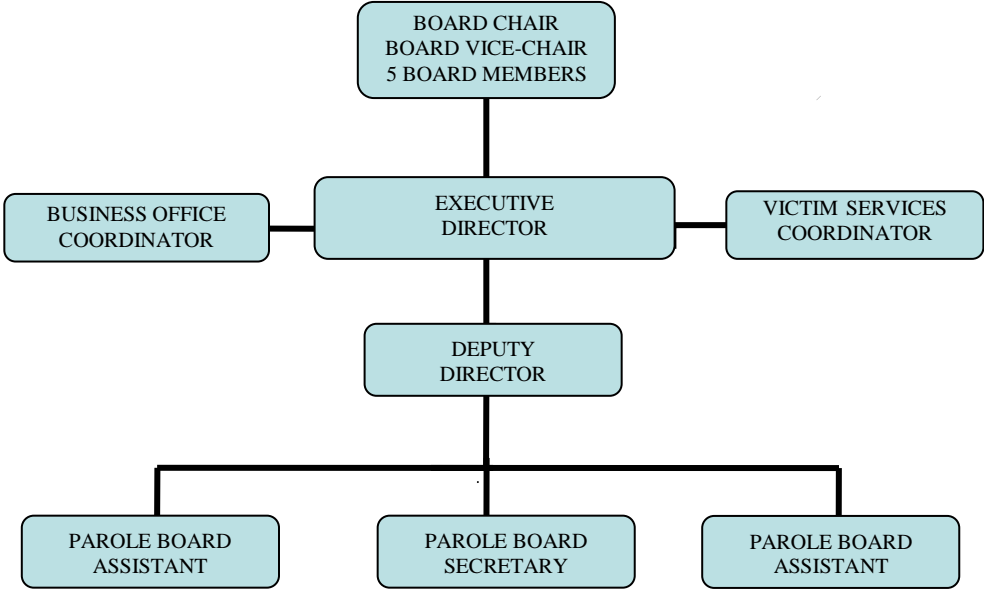 BOARD CHAIR
BOARD VICE-CHAIR
5 BOARD MEMBERS
BUSINESS OFFICE
COORDINATOR
EXECUTIVE
DIRECTOR
VICTIM SERVICES
COORDINATOR
DEPUTY
DIRECTOR
PAROLE BOARD
ASSISTANT
PAROLE BOARD
SECRETARY
PAROLE BOARD
ASSISTANT